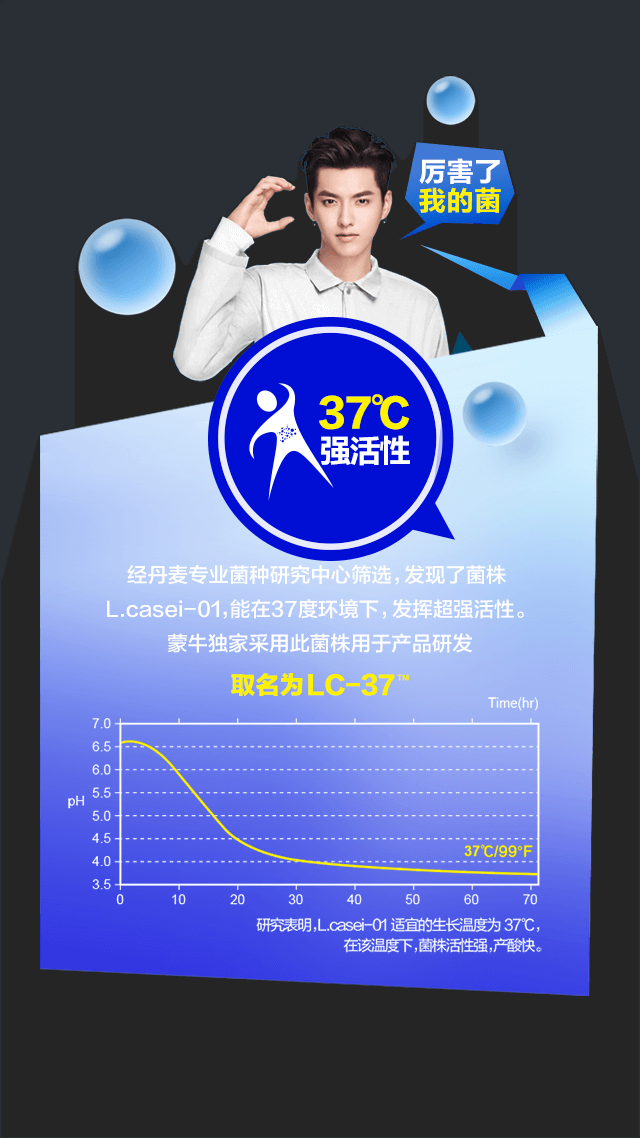 厉害了
我的菌
37℃
强活性
经丹麦专业菌种研究中心筛选，发现了菌株
L.casei-01,能在37度环境下，发挥超强活性。
蒙牛独家采用此菌株用于产品研发
取名为LC-37™
Time(hr)
7.0
6.5
6.0
5.5
5.0
4.5
4.0
3.5
pH
37℃/99°F
0 10 20 30 40 50 60 70
研究表明，L.casei-01 适宜的生长温度为 37℃，
在该温度下，菌株活性强，产酸快。